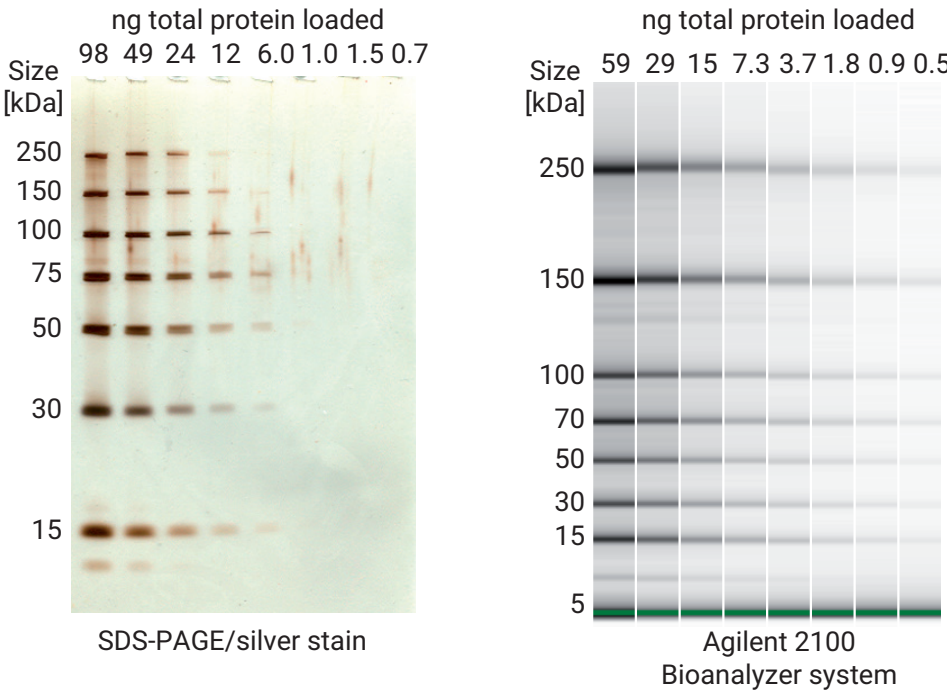 ng total protein loaded
98 49 24 12 6.0 1.0 1.5 0.7
Size
[kDa]
250
150
100
75
50
30
15
SDS-PAGE/silver stain
ng total protein loaded
59 29 15 7.3 3.7 1.8 0.9 0.5
Size
[kDa]
250
150
100
70
50
30
15
5
Agilent 2100
Bioanalyzer system